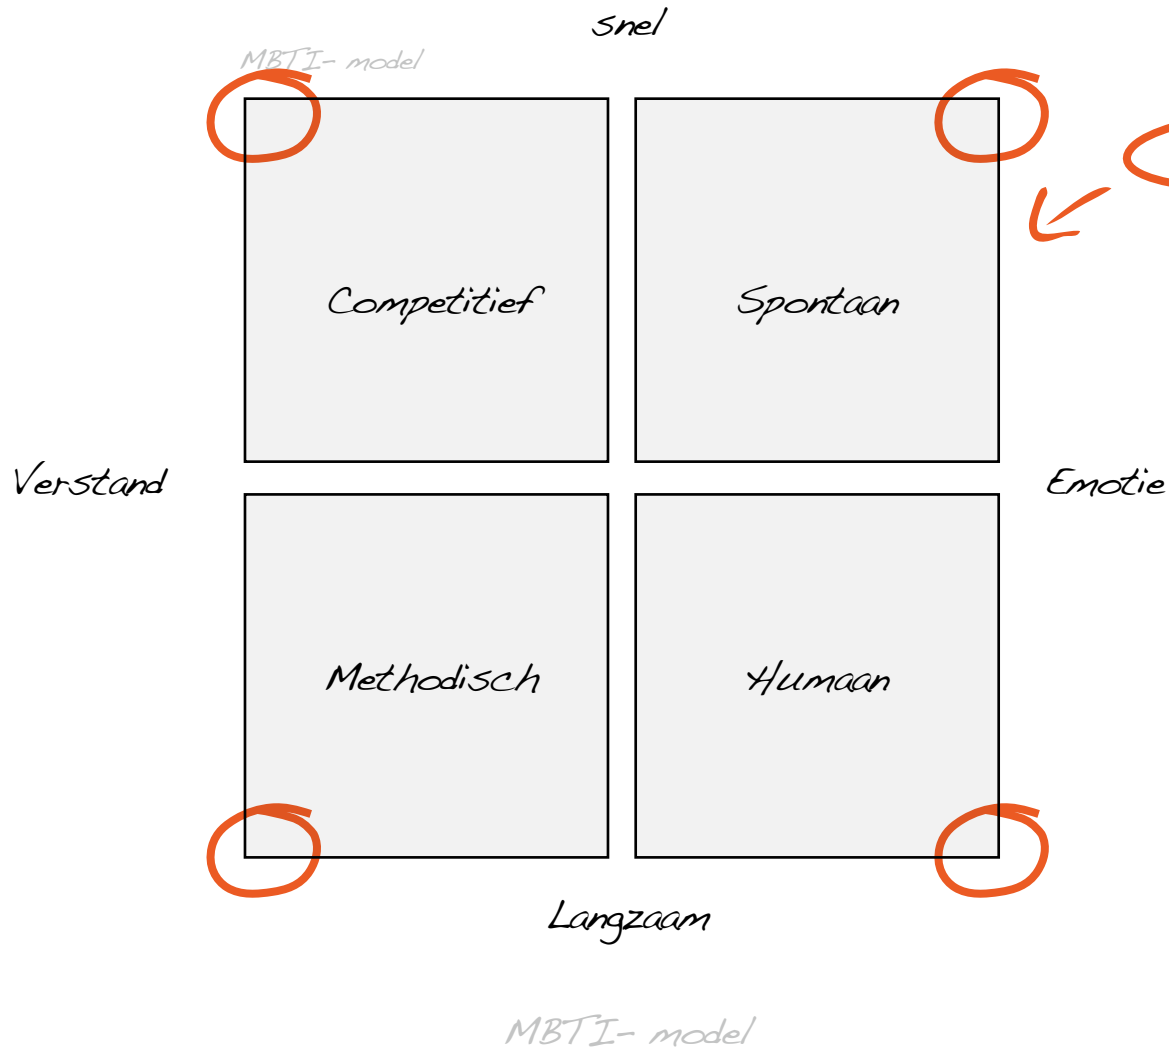 snel
MBTI- model
Competitief
Spontaan
Verstand
Emotie
Methodisch
Humaan
Langzaam
MBTI- model